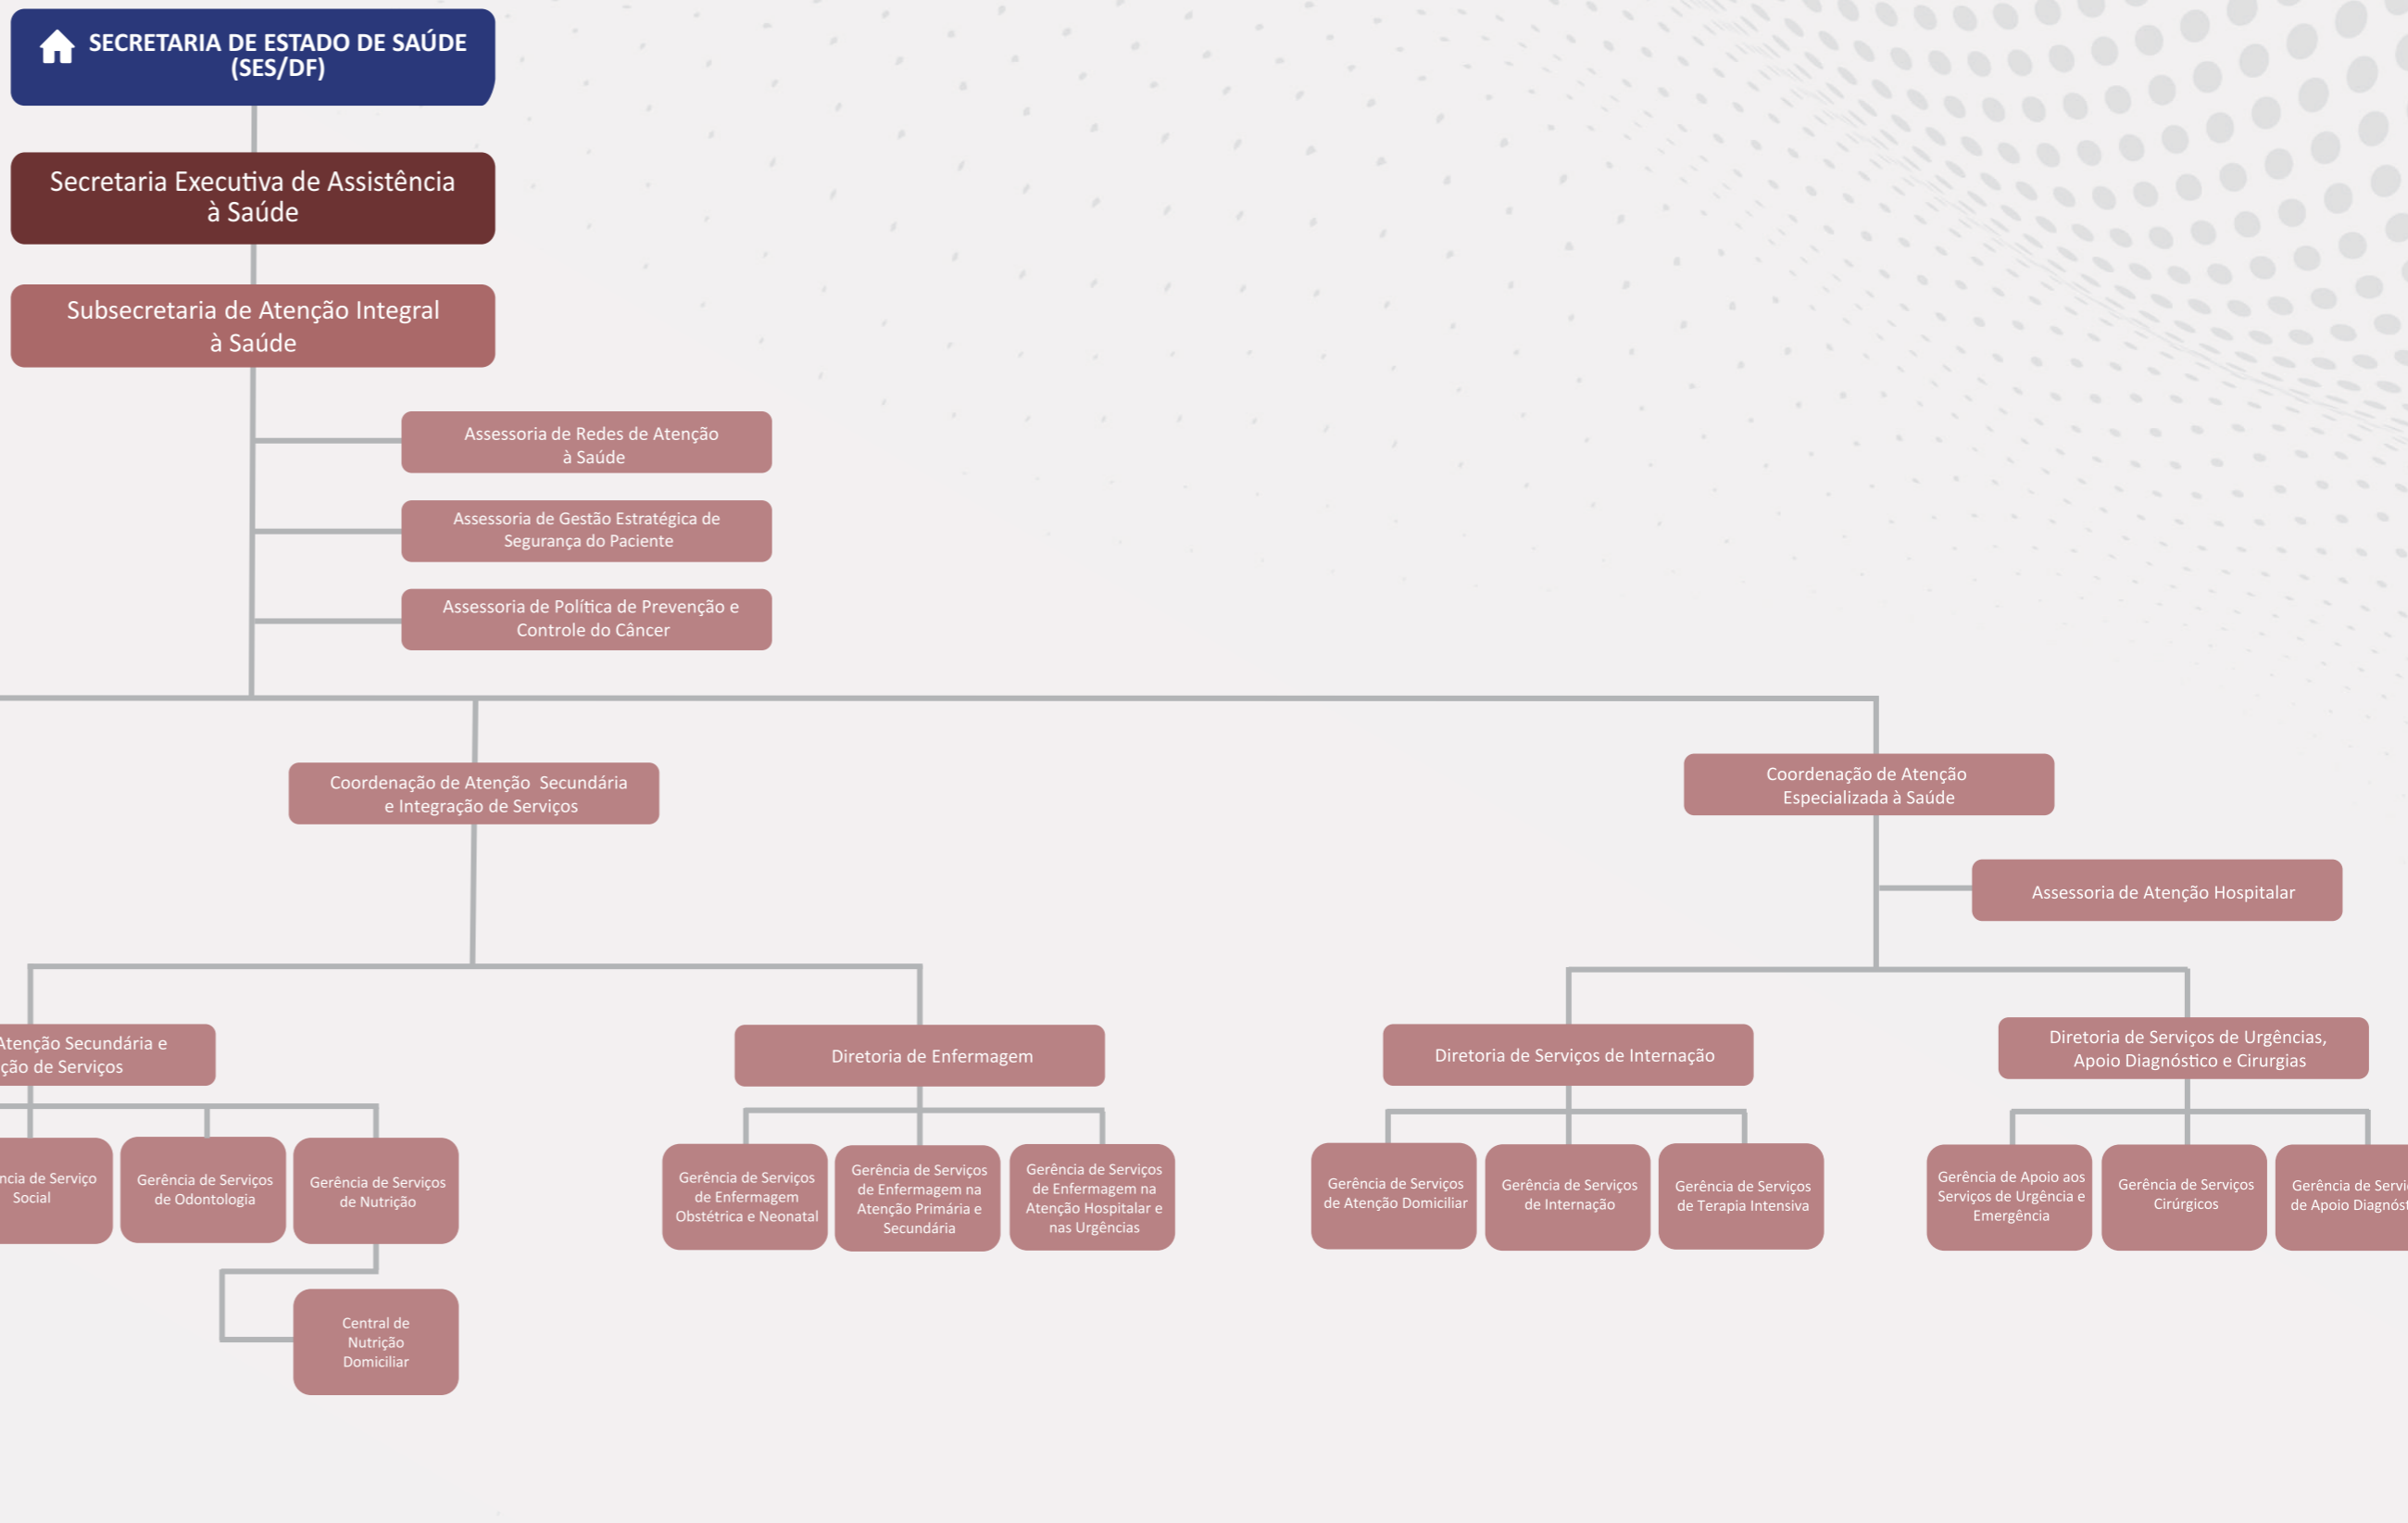 SECRETARIA DE ESTADO DE SAÚDE
(SES/DF)
Secretaria Executiva de Assistência
à Saúde
Subsecretaria de Atenção Integral
à Saúde
Assessoria de Redes de Atenção
à Saúde
Assessoria de Gestão Estratégica de
Segurança do Paciente
Assessoria de Política de Prevenção e
Controle do Câncer
Coordenação de Atenção Secundária
e Integração de Serviços
Coordenação de Atenção
Especializada à Saúde
Assessoria de Atenção Hospitalar
Atenção Secundária e
ção de Serviços
Diretoria de Enfermagem
Diretoria de Serviços de Internação
Diretoria de Serviços de Urgências,
Apoio Diagnóstico e Cirurgias
ncia de Serviço
Social
Gerência de Serviços
de Odontologia
Gerência de Serviços
de Nutrição
Gerência de Serviços
de Enfermagem
Obstétrica e Neonatal
Gerência de Serviços
de Enfermagem na
Atenção Primária e
Secundária
Gerência de Serviços
de Enfermagem na
Atenção Hospitalar e
nas Urgências
Gerência de Serviços
de Atenção Domiciliar
Gerência de Serviços
de Internação
Gerência de Serviços
de Terapia Intensiva
Gerência de Apoio aos
Serviços de Urgência e
Emergência
Gerência de Serviços
Cirúrgicos
Gerência de Servi
de Apoio Diagnóst
Central de
Nutrição
Domiciliar